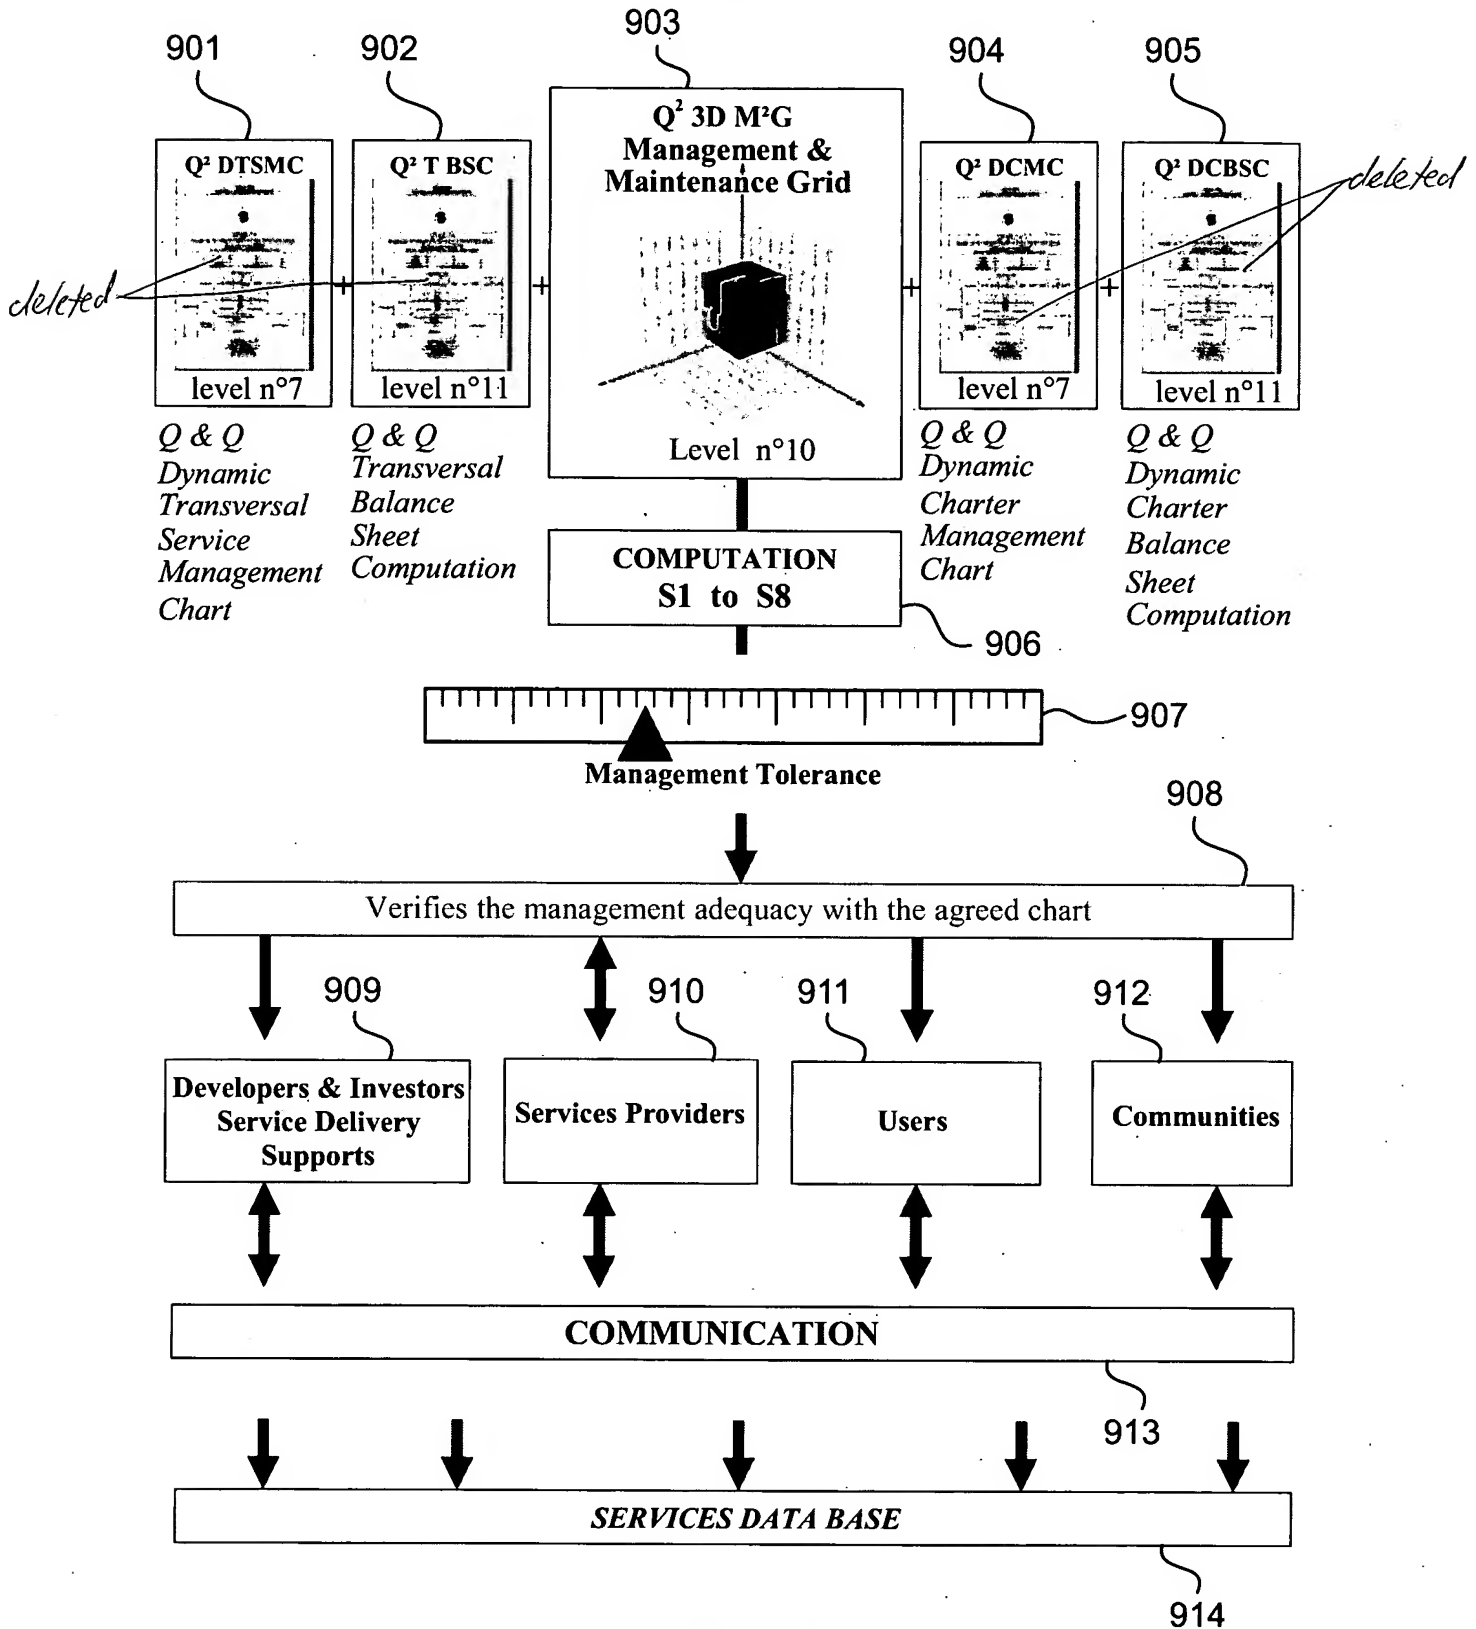 901
902
903
904
905
Q² DTSMC
level n°7
Q² T BSC
level n°11
Q² 3D M²G
Management &
Maintenance Grid
Level n°10
Q² DCMC
level n°7
Q² DCBSC
level n°11
deleted
deleted
+
+
+
+
Q & Q
Dynamic
Transversal
Service
Management
Chart
Q & Q
Transversal
Balance
Sheet
Computation
Q & Q
Dynamic
Charter
Management
Chart
Q & Q
Dynamic
Charter
Balance
Sheet
Computation
COMPUTATION
S1 to S8
906
907
Management Tolerance
908
Verifies the management adequacy with the agreed chart
909
910
911
912
Developers & Investors
Service Delivery
Supports
Services Providers
Users
Communities
COMMUNICATION
913
SERVICES DATA BASE
914